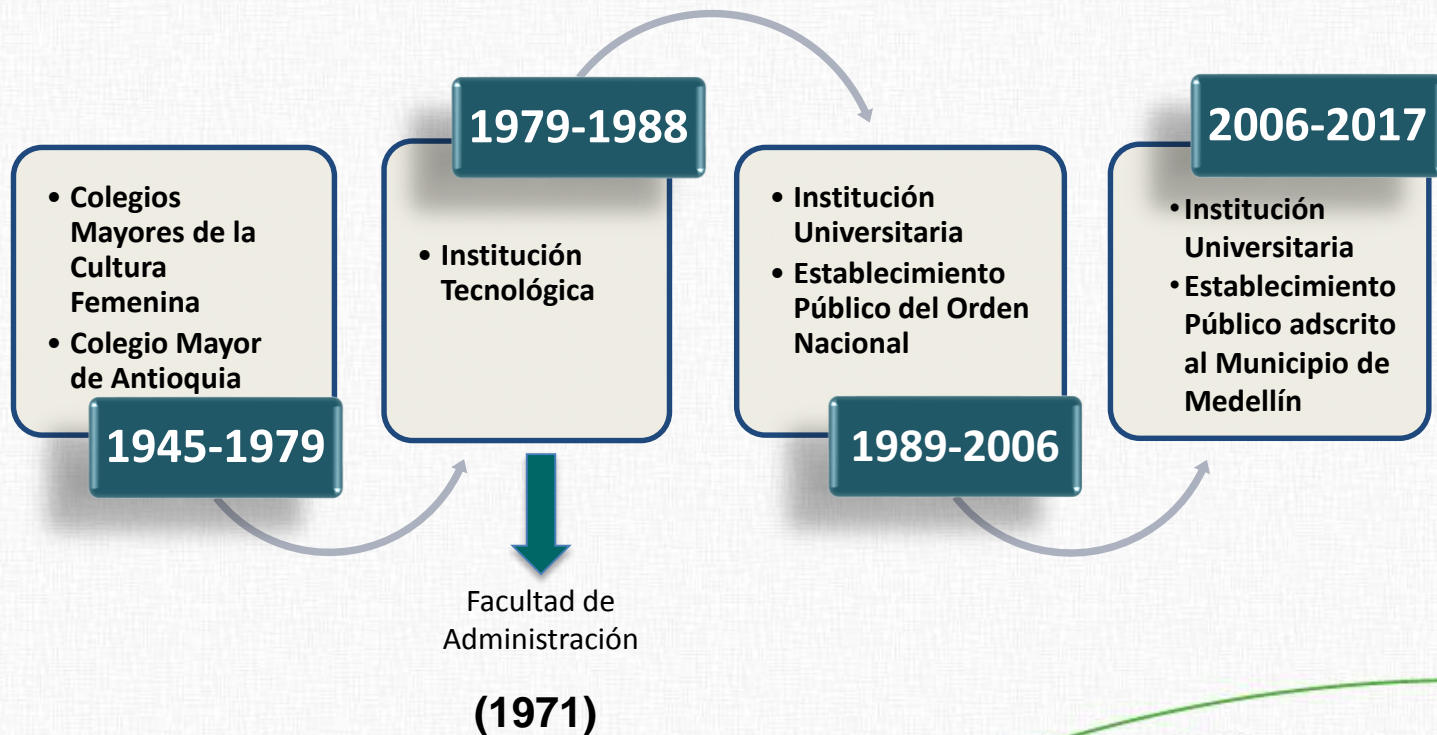 • Colegios
Mayores de la
Cultura
Femenina
• Colegio Mayor
de Antioquia
1945-1979
1979-1988
• Institución
Tecnológica
Facultad de
Administración
(1971)
• Institución
Universitaria
• Establecimiento
Público del Orden
Nacional
1989-2006
2006-2017
• Institución
Universitaria
• Establecimiento
Público adscrito
al Municipio de
Medellín